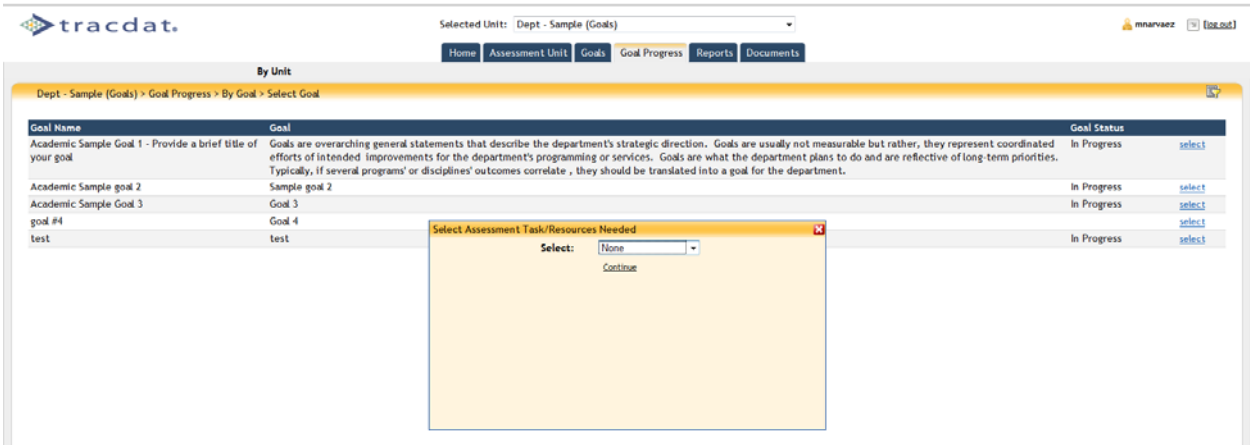 tracdat.
Selected Unit: Dept - Sample (Goals)
mnarvaez [log out]
Home Assessment Unit Goals Goal Progress Reports Documents
By Unit
Dept - Sample (Goals) > Goal Progress > By Goal > Select Goal
Goal Name Goal Goal Status
Academic Sample Goal 1 - Provide a brief title of Goals are overarching general statements that describe the department's strategic direction. Goals are usually not measurable but rather, they represent coordinated In Progress select
your goal efforts of intended improvements for the department's programming or services. Goals are what the department plans to do and are reflective of long-term priorities.
Typically, if several programs' or disciplines' outcomes correlate , they should be translated into a goal for the department.
Academic Sample goal 2 Sample goal 2 In Progress select
Academic Sample Goal 3 Goal 3 In Progress select
goal #4 Goal 4 select
test test In Progress select
Select Assessment Task/Resources Needed
Select: None
Continue